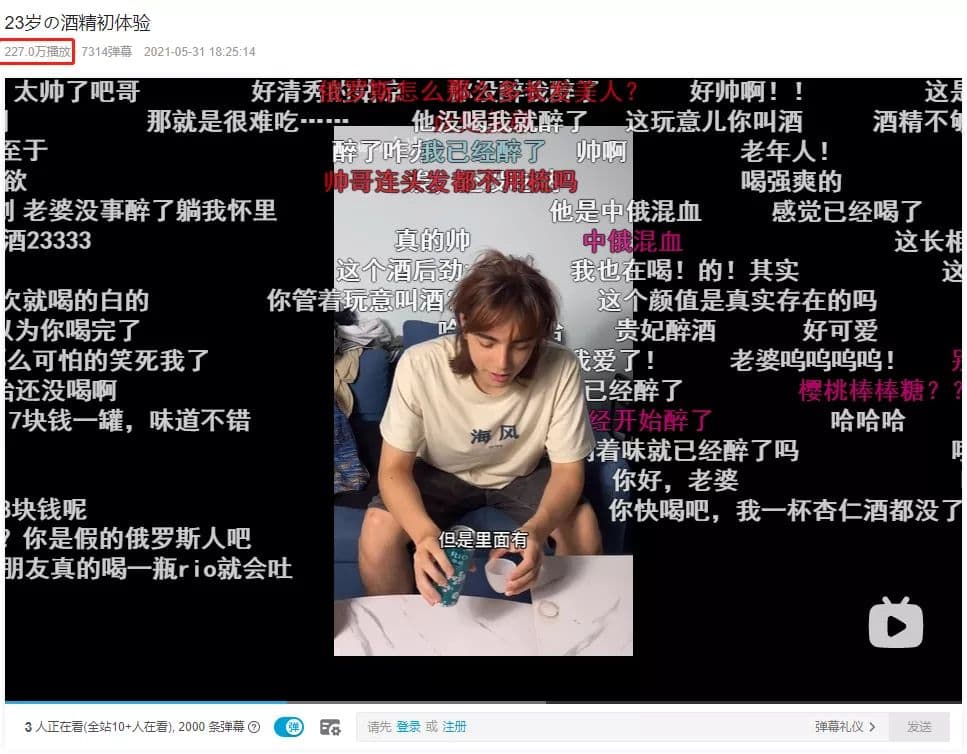 23岁の酒精初体验
227.0万播放 7314弹幕 2021-05-31 18:25:14
太帅了吧哥 好清秀 俄罗斯怎么那么多 美人？ 好帅啊！！ 这是
那就是很难吃…… 他没喝我就醉了 这玩意儿你叫酒 酒精不够
至于 醉了咋办 我已经醉了 帅啊 老年人！
欲 帅哥连头发都不用梳吗 喝强爽的
老婆没事醉了躺我怀里 他是中俄混血 感觉已经喝了
酒23333 真的帅 中俄混血 这长相
这个酒后劲 我也在喝！的！其实 这
次就喝的白的 你管着玩意叫酒？ 这个颜值是真实存在的吗
以为你喝完了 贵妃醉酒 好可爱
么可怕的笑死我了 我爱了！ 老婆呜呜呜呜！
还没喝啊 已经醉了 樱桃棒棒糖？？
7块钱一罐，味道不错 经开始醉了 哈哈哈
着味就已经醉了吗
你好，老婆
块钱呢 你快喝吧，我一杯杏仁酒都没了
？你是假的俄罗斯人吧
朋友真的喝一瓶rio就会吐
海风
但是里面有
RIO
3 人正在看(全站10+人在看), 2000 条弹幕 弹 请先 登录 或 注册 弹幕礼仪 发送